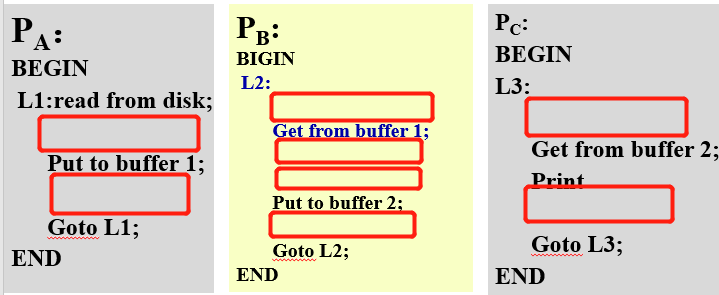 PA:
BEGIN
L1:read from disk;
Put to buffer 1;
Goto L1;
END
PB:
BIGIN
L2:
Get from buffer 1;
Put to buffer 2;
Goto L2;
END
PC:
BEGIN
L3:
Get from buffer 2;
Print
Goto L3;
END